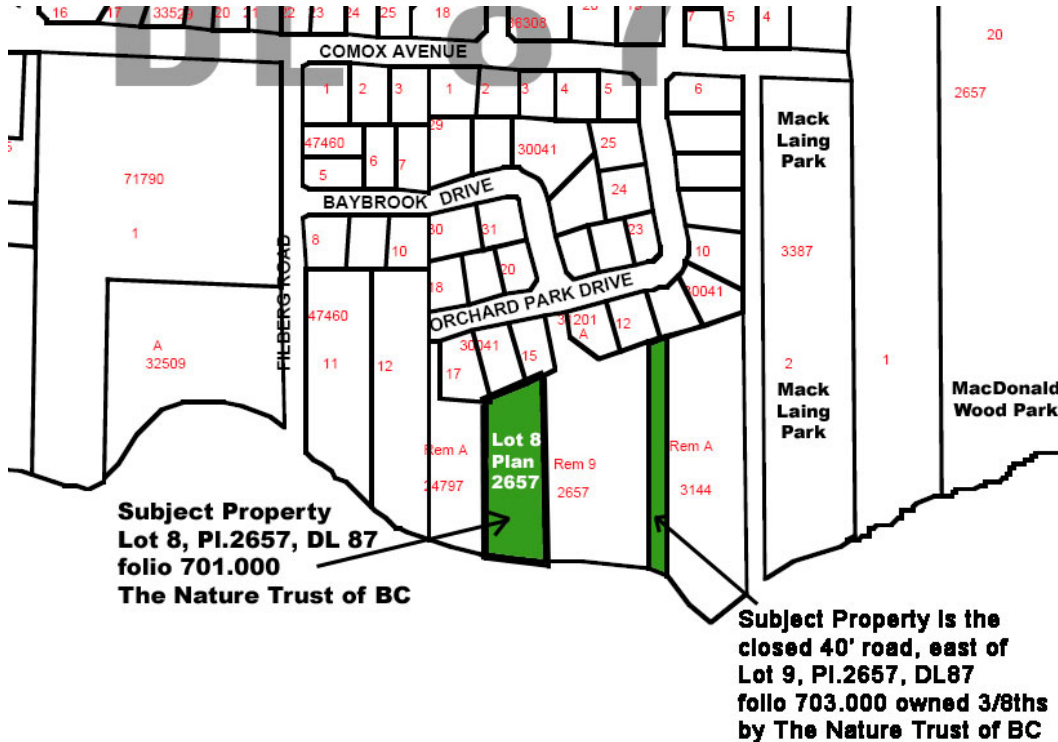 16
17
33529
20
21
22
23
24
25
18
36308
7
5
4
20
COMOX AVENUE
DL 87
1
2
3
1
2
3
4
5
6
2657
Mack
Laing
Park
29
47460
6
7
30041
25
5
71790
24
BAYBROOK DRIVE
1
8
10
30
31
23
10
3387
FILBERG ROAD
18
20
30041
ORCHARD PARK DRIVE
47460
31201
A
12
A
32509
11
12
30041
15
17
2
1
Mack
Laing
Park
MacDonald
Wood Park
Lot 8
Plan
2657
Rem A
24797
Rem 9
2657
Rem A
3144
Subject Property
Lot 8, Pl.2657, DL 87
folio 701.000
The Nature Trust of BC
Subject Property is the
closed 40' road, east of
Lot 9, Pl.2657, DL87
folio 703.000 owned 3/8ths
by The Nature Trust of BC